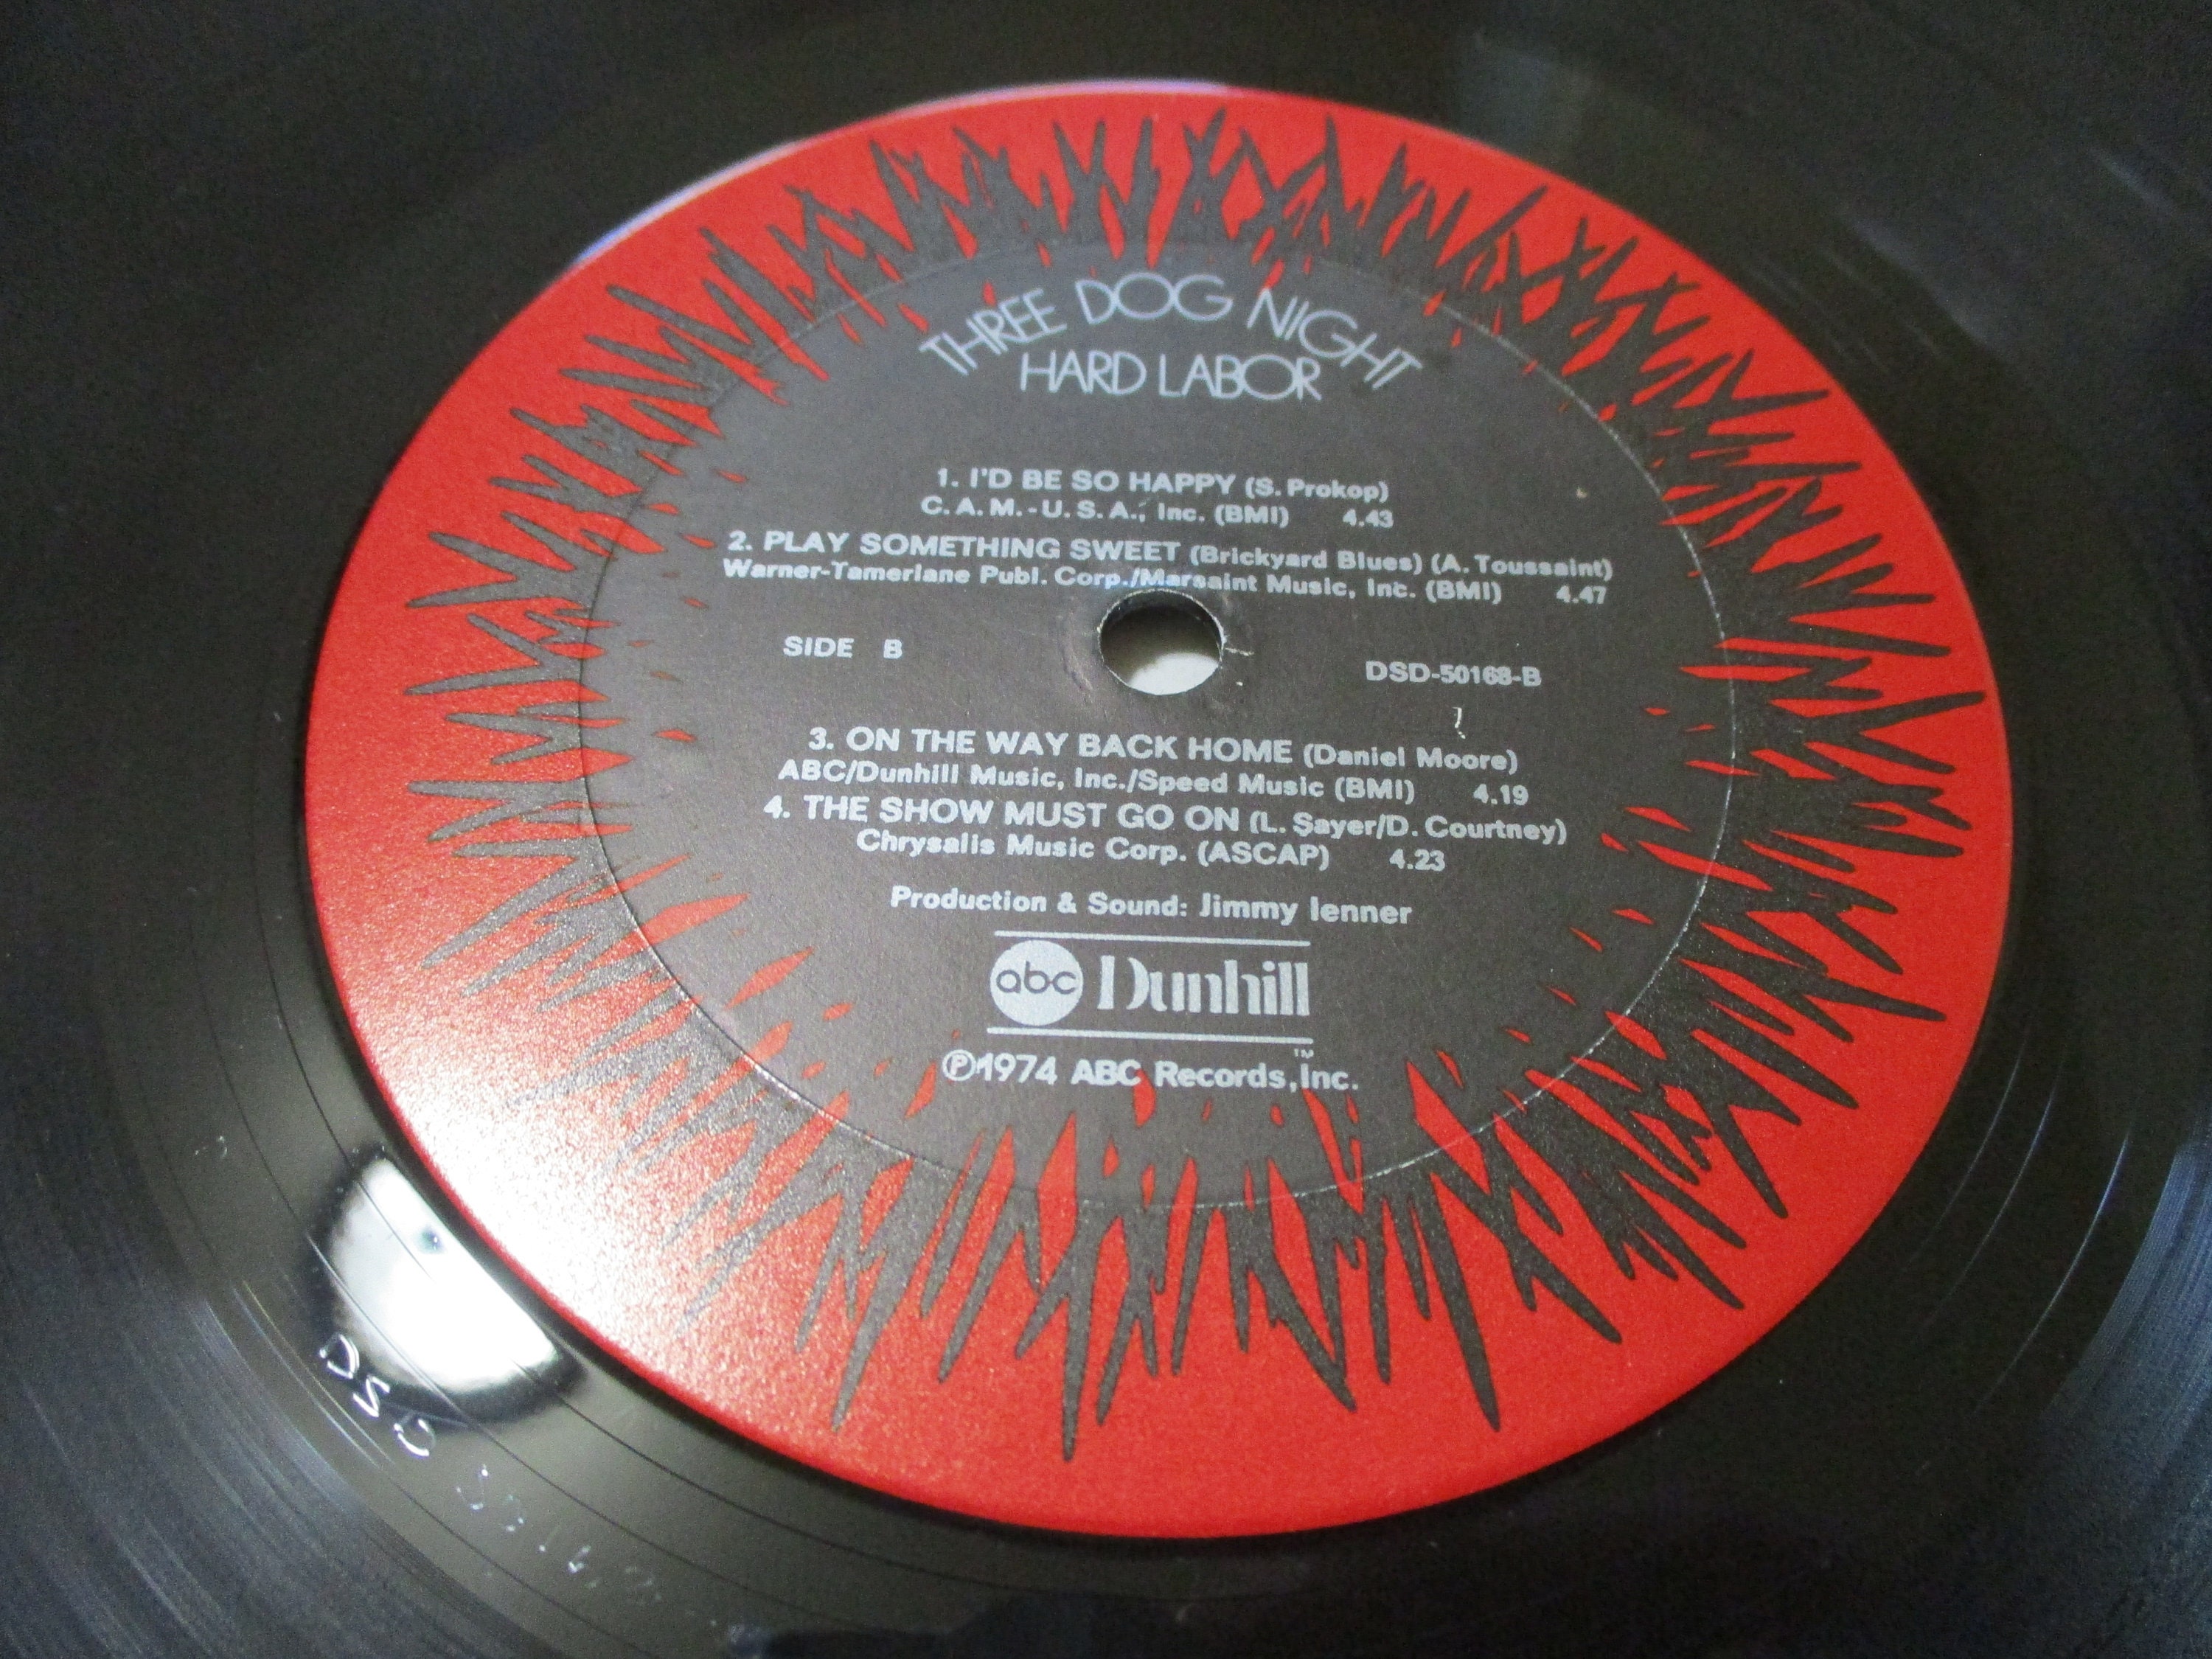 THREE DOG NIGHT
HARD LABOR
1. I'D BE SO HAPPY (S. Prokop)
C. A. M. - U. S. A., Inc. (BMI) 4.43
2. PLAY SOMETHING SWEET (Brickyard Blues) (A. Toussaint)
Warner-Tamerlane Publ. Corp./Marsaint Music, Inc. (BMI) 4.47
SIDE B
DSD-50168-B
3. ON THE WAY BACK HOME (Daniel Moore)
ABC/Dunhill Music, Inc./Speed Music (BMI) 4.19
4. THE SHOW MUST GO ON (L. Sayer/D. Courtney)
Chrysalis Music Corp. (ASCAP) 4.23
Production & Sound: Jimmy Ienner
abc Dunhill
TM
Ⓟ1974 ABC Records, Inc.